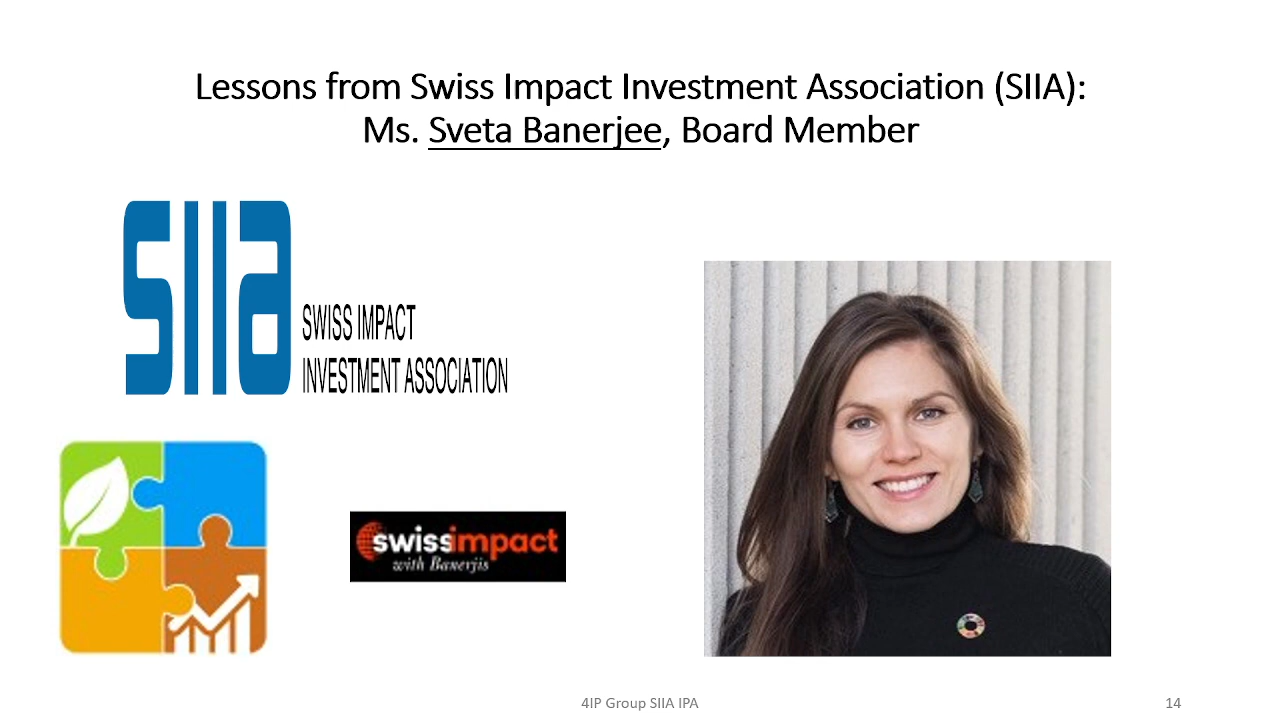 Lessons from Swiss Impact Investment Association (SIIA):
Ms. Sveta Banerjee, Board Member
SIIa
SWISS IMPACT
INVESTMENT ASSOCIATION
swissimpact
with Banerjis
4IP Group SIIA IPA
14